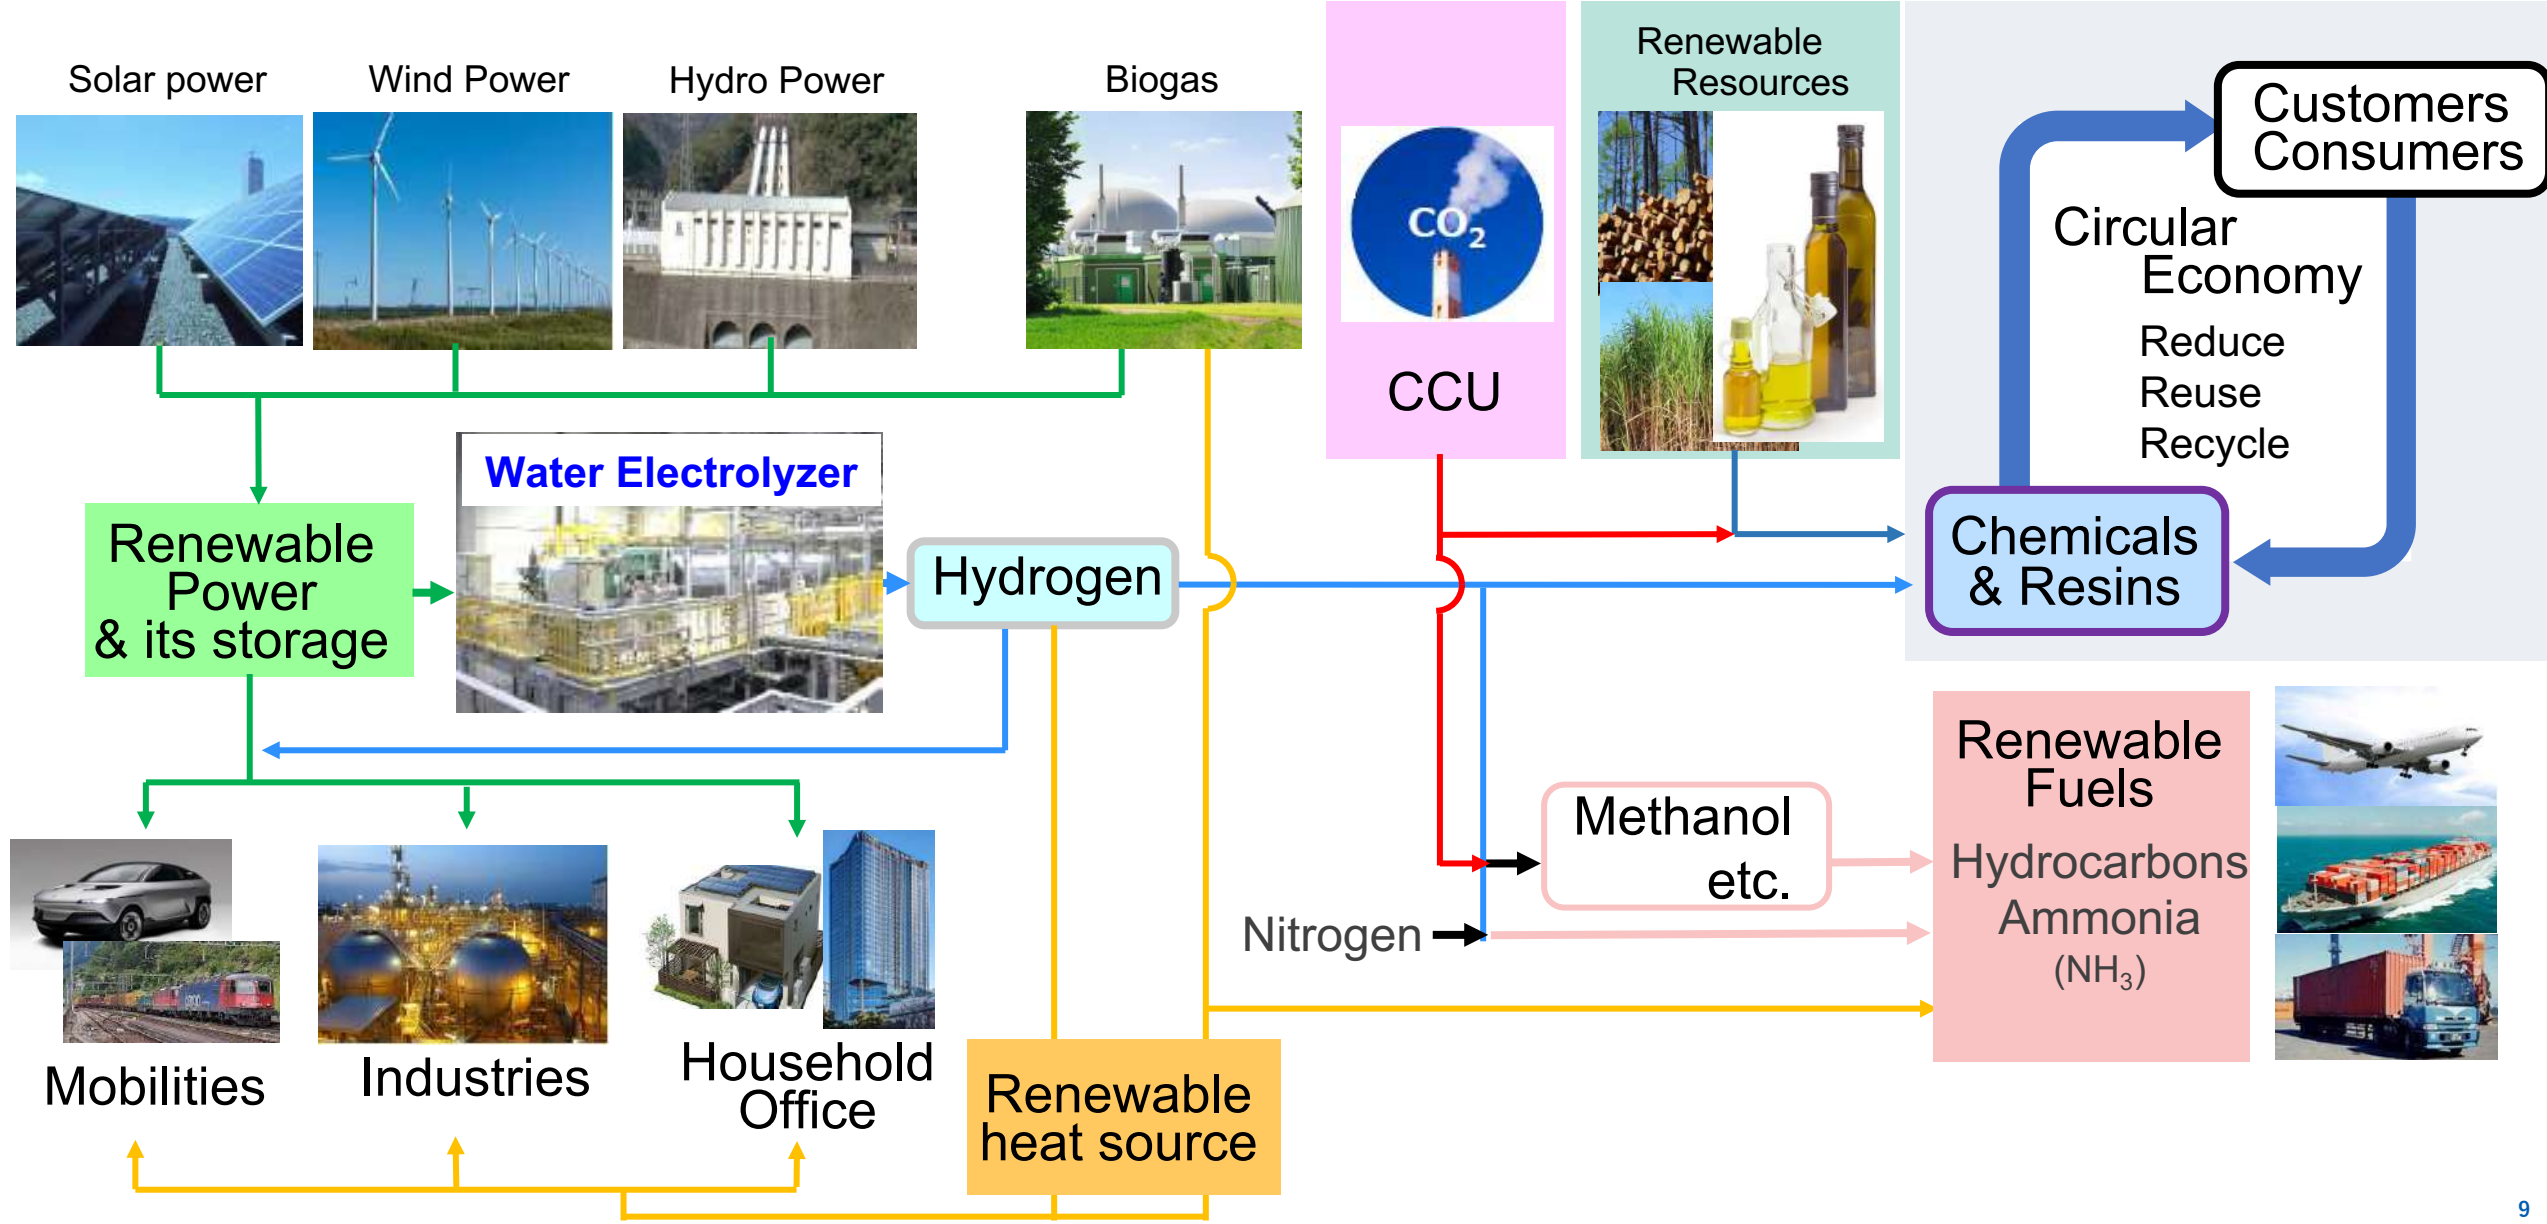 Solar power
Wind Power
Hydro Power
Biogas
CO2
CCU
Renewable
Resources
Customers
Consumers
Circular
Economy
Reduce
Reuse
Recycle
Water Electrolyzer
Renewable
Power
& its storage
Hydrogen
Chemicals
& Resins
Methanol
etc.
Nitrogen
Renewable
Fuels
Hydrocarbons
Ammonia
(NH3)
Mobilities
Industries
Household
Office
Renewable
heat source
9